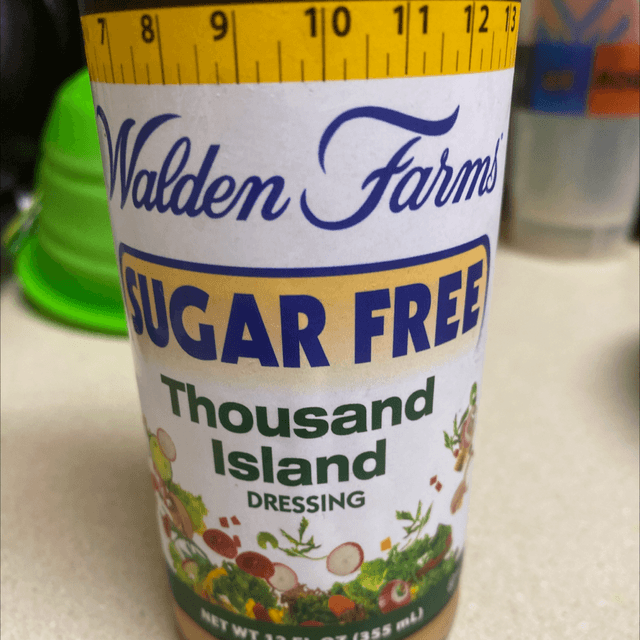 7 8 9 10 11 12 13
Walden Farms
SUGAR FREE
Thousand
Island
DRESSING
NET WT 12 FL OZ (355 mL)